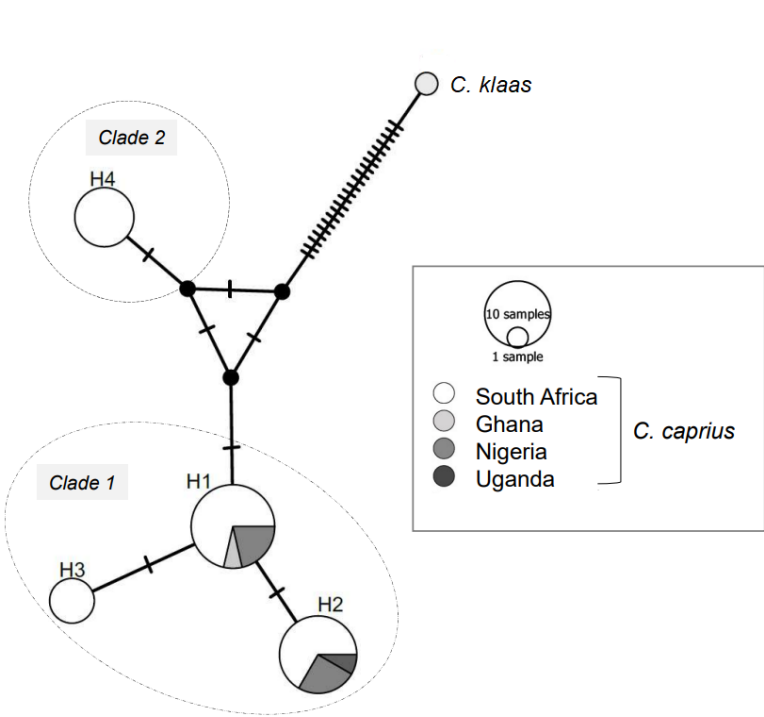 C. klaas
Clade 2
H4
10 samples
1 sample
South Africa
Ghana
Nigeria
Uganda
C. caprius
Clade 1
H1
H3
H2